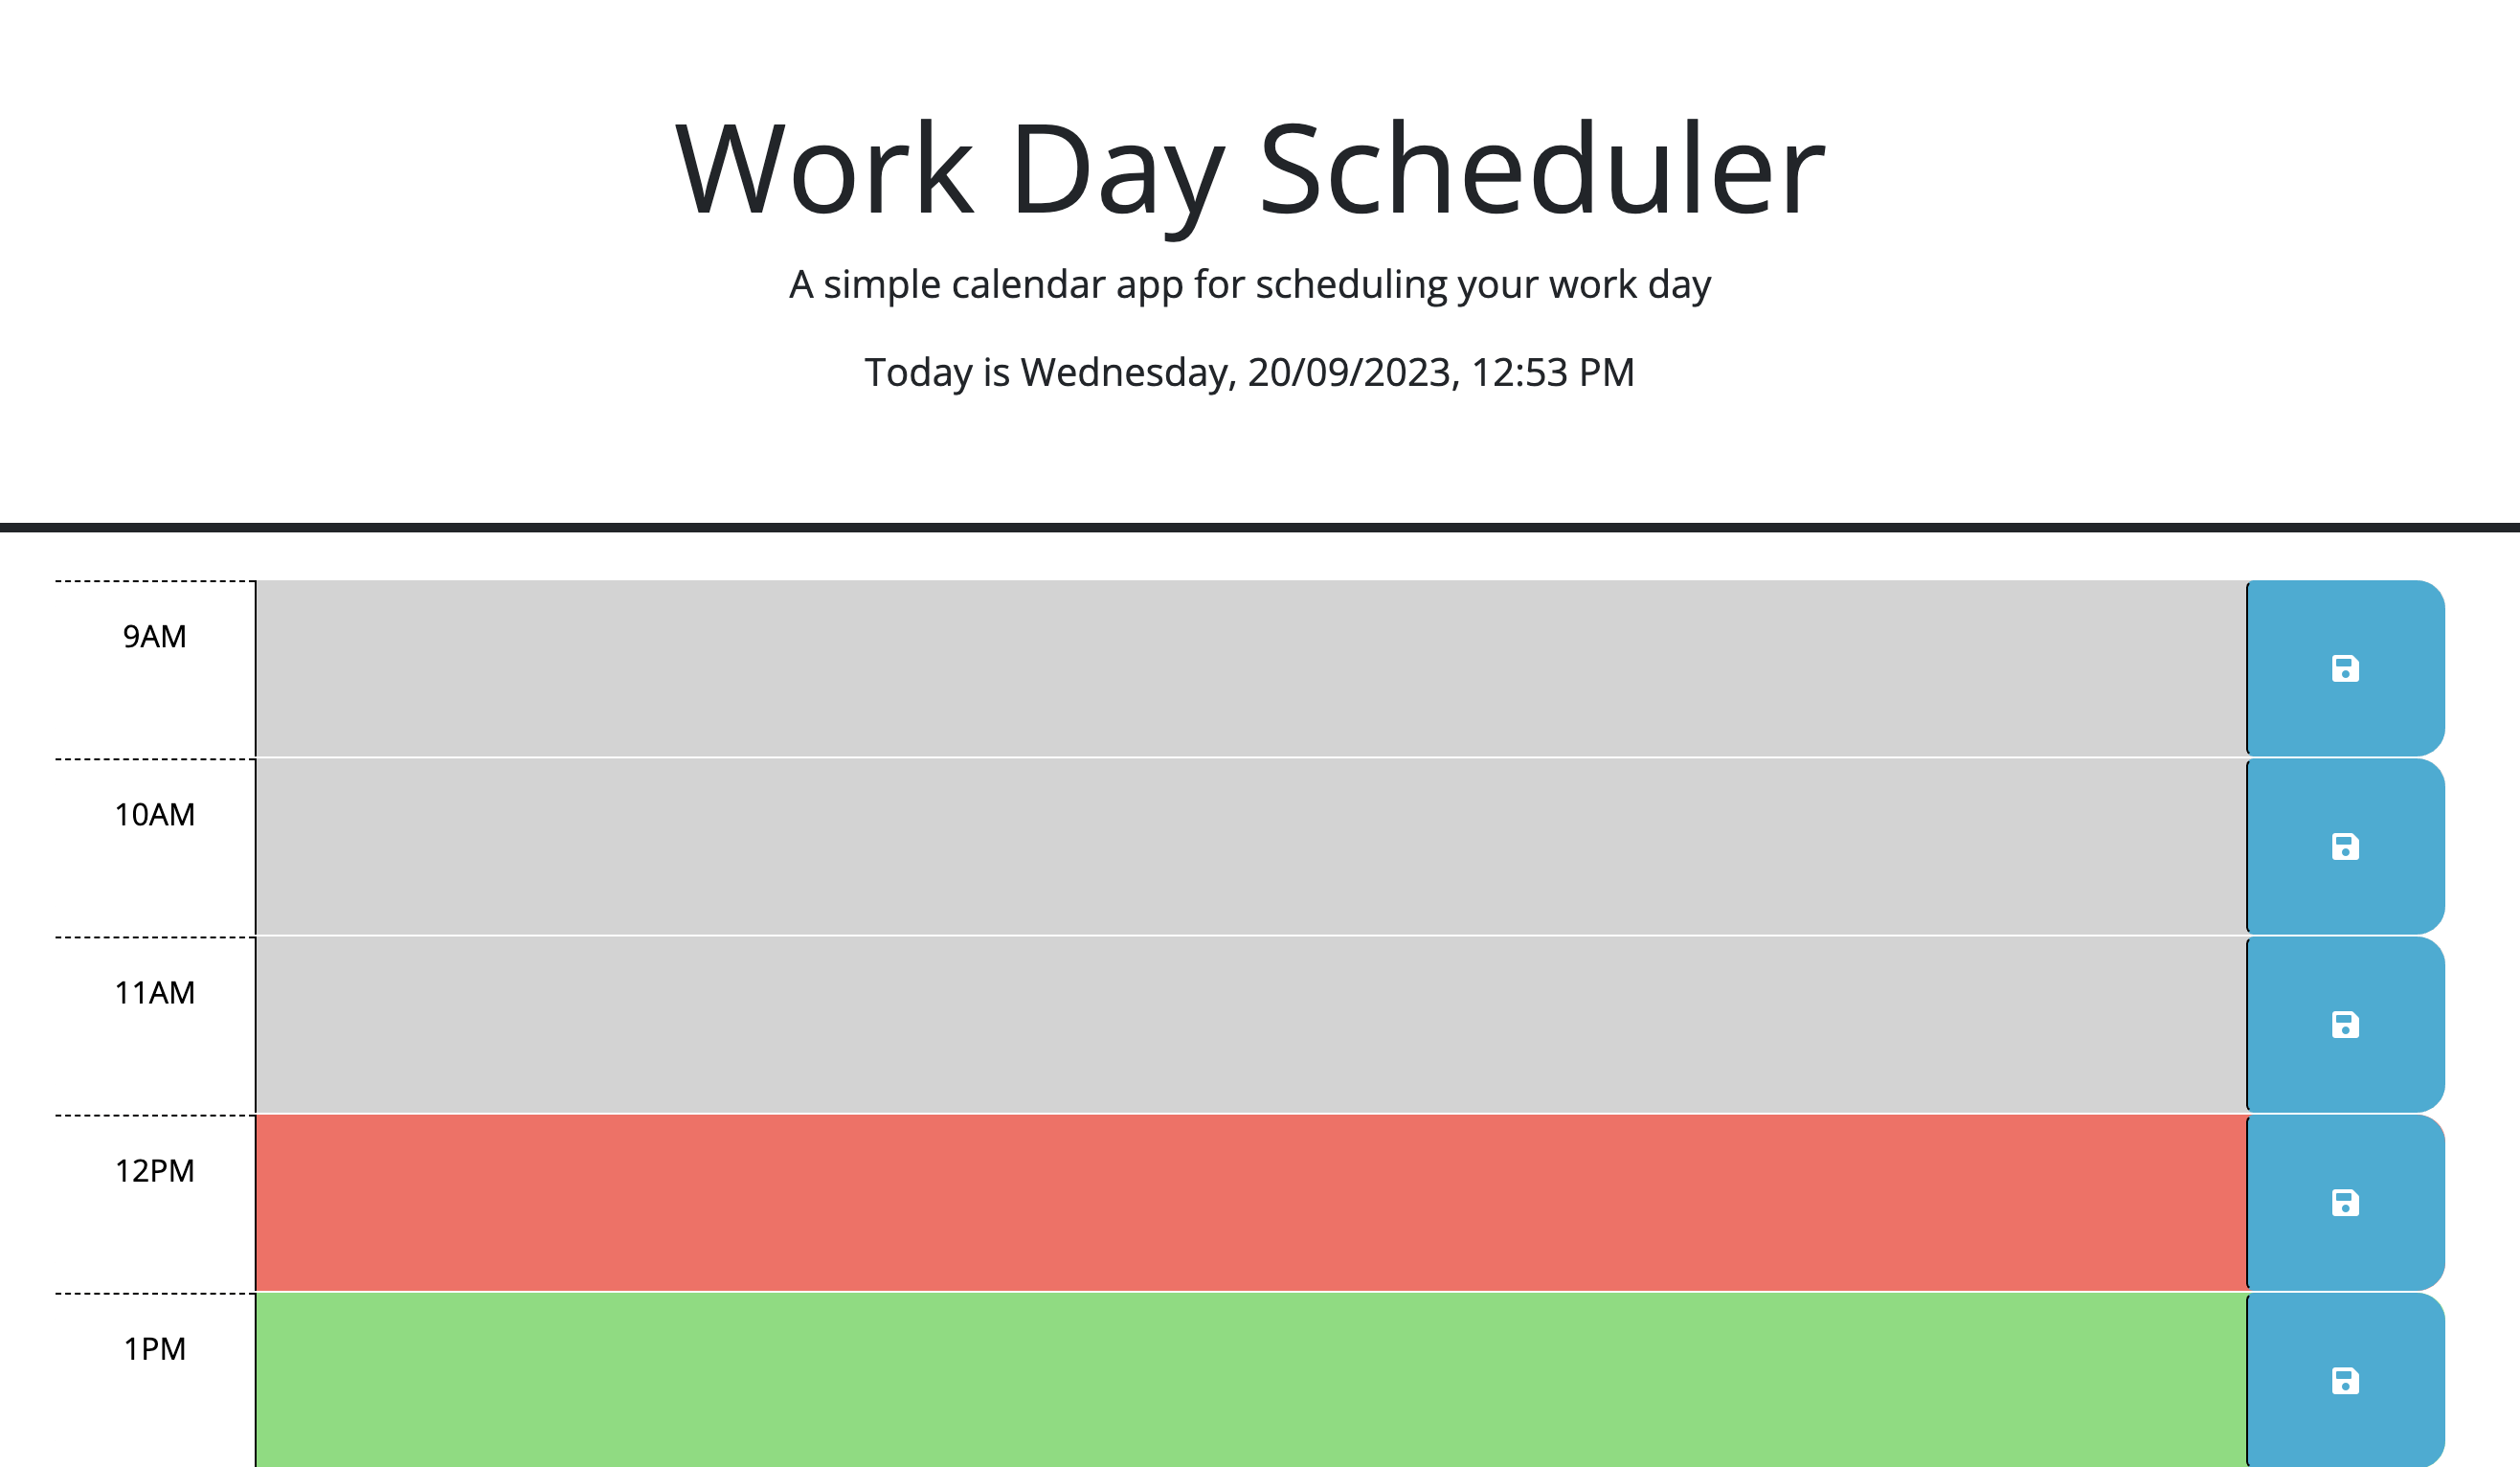 Work Day Scheduler
A simple calendar app for scheduling your work day
Today is Wednesday, 20/09/2023, 12:53 PM
9AM
10AM
11AM
12PM
1PM